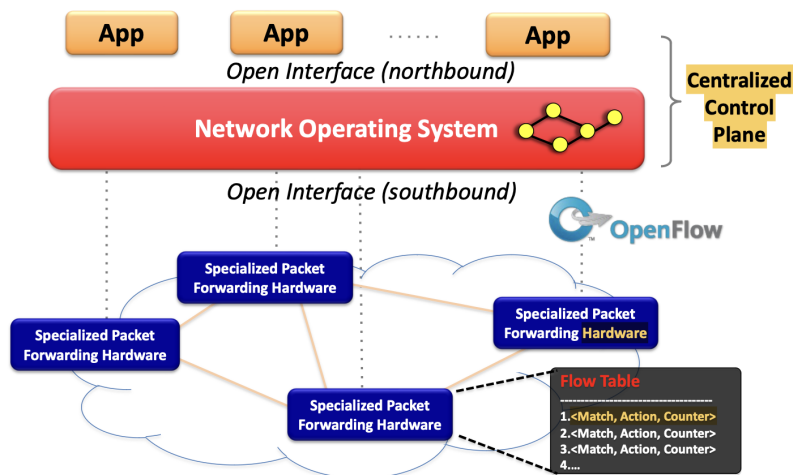 App
App
......
App
Open Interface (northbound)
Centralized
Control
Plane
Network Operating System
Open Interface (southbound)
OpenFlow
TM
Specialized Packet
Forwarding Hardware
Specialized Packet
Forwarding Hardware
Specialized Packet
Forwarding Hardware
Specialized Packet
Forwarding Hardware
Flow Table
------------------------------------
1.<Match, Action, Counter>
2.<Match, Action, Counter>
3.<Match, Action, Counter>
4....